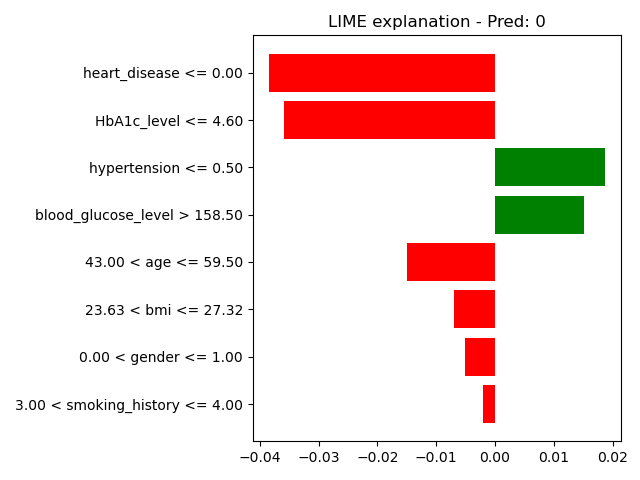 LIME explanation - Pred: 0
heart_disease <= 0.00
HbA1c_level <= 4.60
hypertension <= 0.50
blood_glucose_level > 158.50
43.00 < age <= 59.50
23.63 < bmi <= 27.32
0.00 < gender <= 1.00
3.00 < smoking_history <= 4.00
−0.04 −0.03 −0.02 −0.01 0.00 0.01 0.02